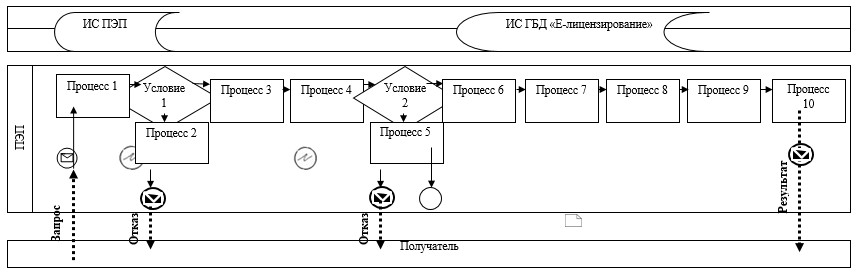 ИС ПЭП
ИС ГБД «Е-лицензирование»
ПЭП
Процесс 1
Условие
1
Процесс 2
Процесс 3
Процесс 4
Условие
2
Процесс 5
Процесс 6
Процесс 7
Процесс 8
Процесс 9
Процесс
10
Запрос
Отказ
Отказ
Результат
Получатель